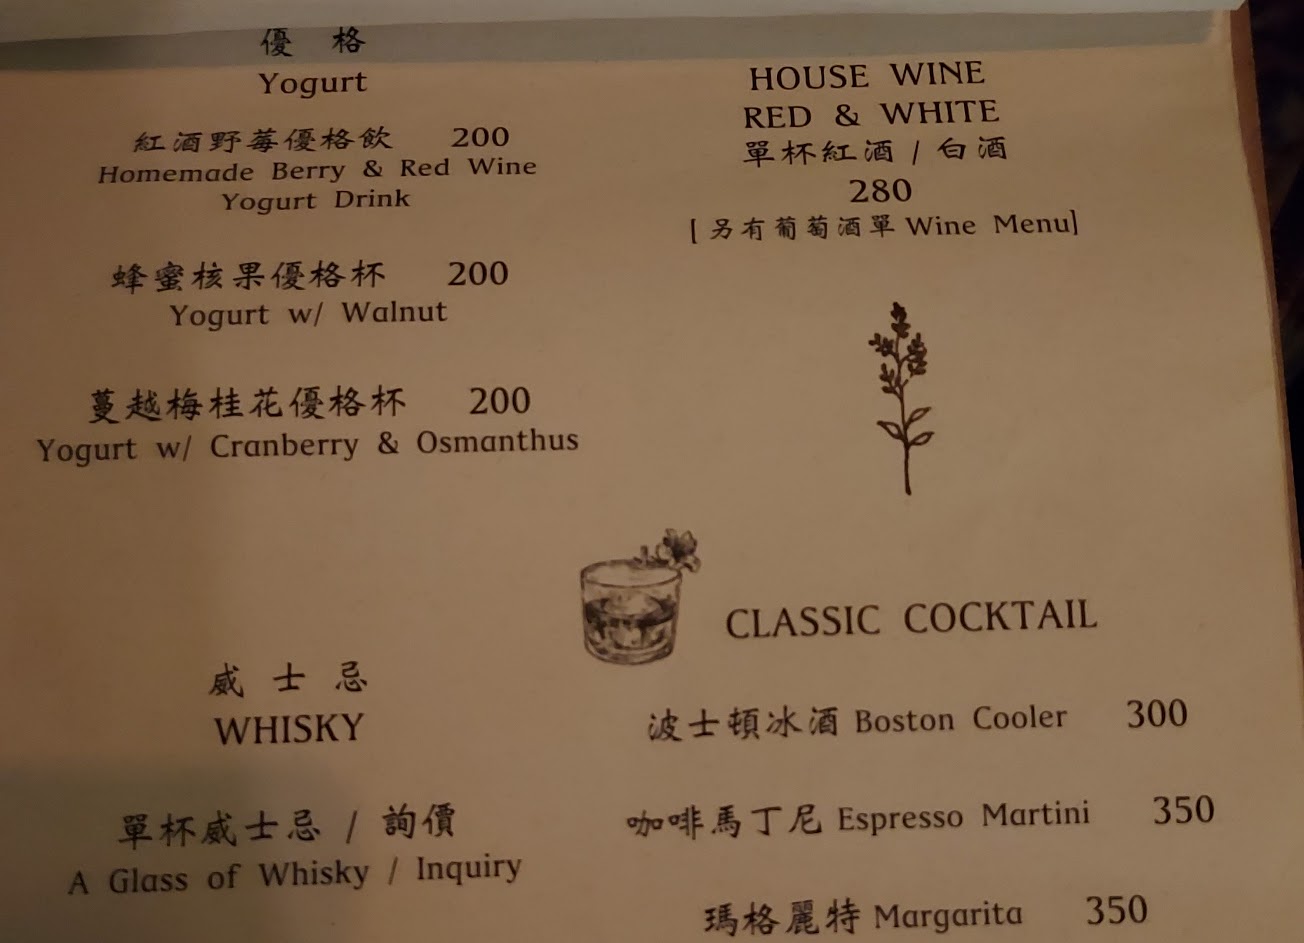 優 格
Yogurt
紅酒野莓優格飲 200
Homemade Berry & Red Wine
Yogurt Drink
蜂蜜核果優格杯 200
Yogurt w/ Walnut
蔓越梅桂花優格杯 200
Yogurt w/ Cranberry & Osmanthus
威 士 忌
WHISKY
單杯威士忌 / 詢價
A Glass of Whisky / Inquiry
HOUSE WINE
RED & WHITE
單杯紅酒 / 白酒
280
[ 另有葡萄酒單 Wine Menu]
CLASSIC COCKTAIL
波士頓冰酒 Boston Cooler 300
咖啡馬丁尼 Espresso Martini 350
瑪格麗特 Margarita 350